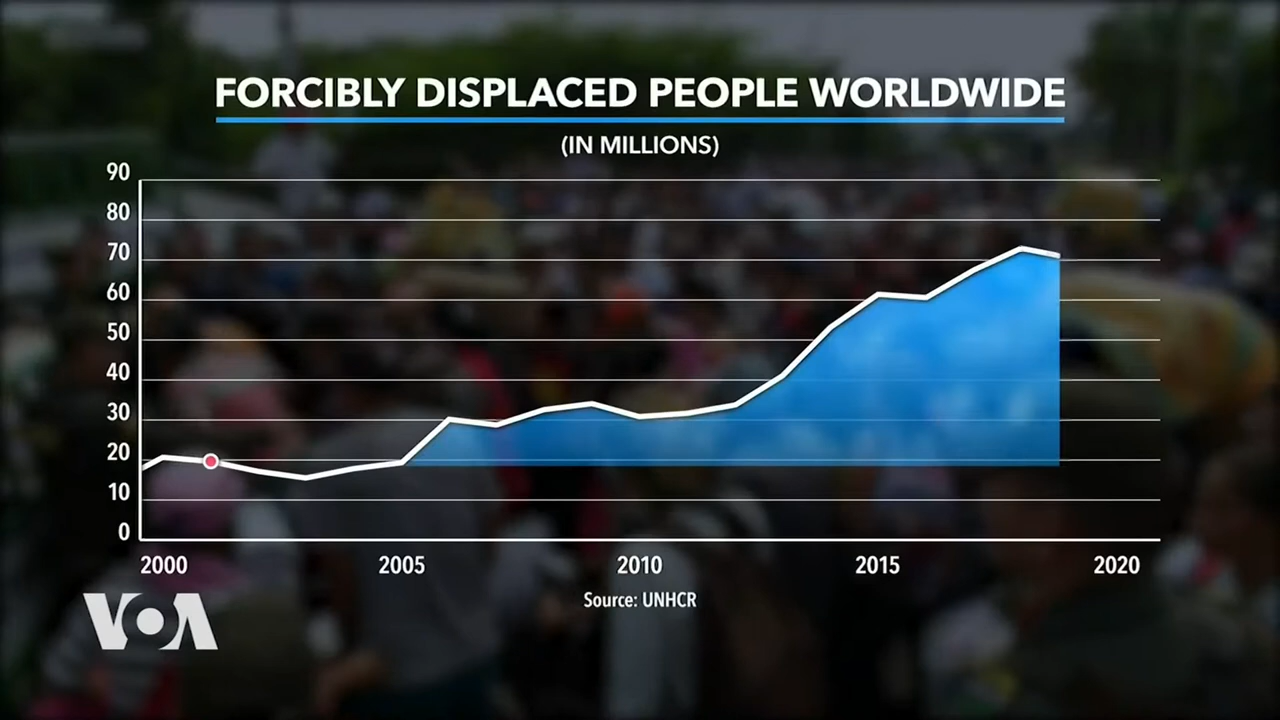 FORCIBLY DISPLACED PEOPLE WORLDWIDE
(IN MILLIONS)
90
80
70
60
50
40
30
20
10
0
2000 2005 2010 2015 2020
Source: UNHCR
VOA